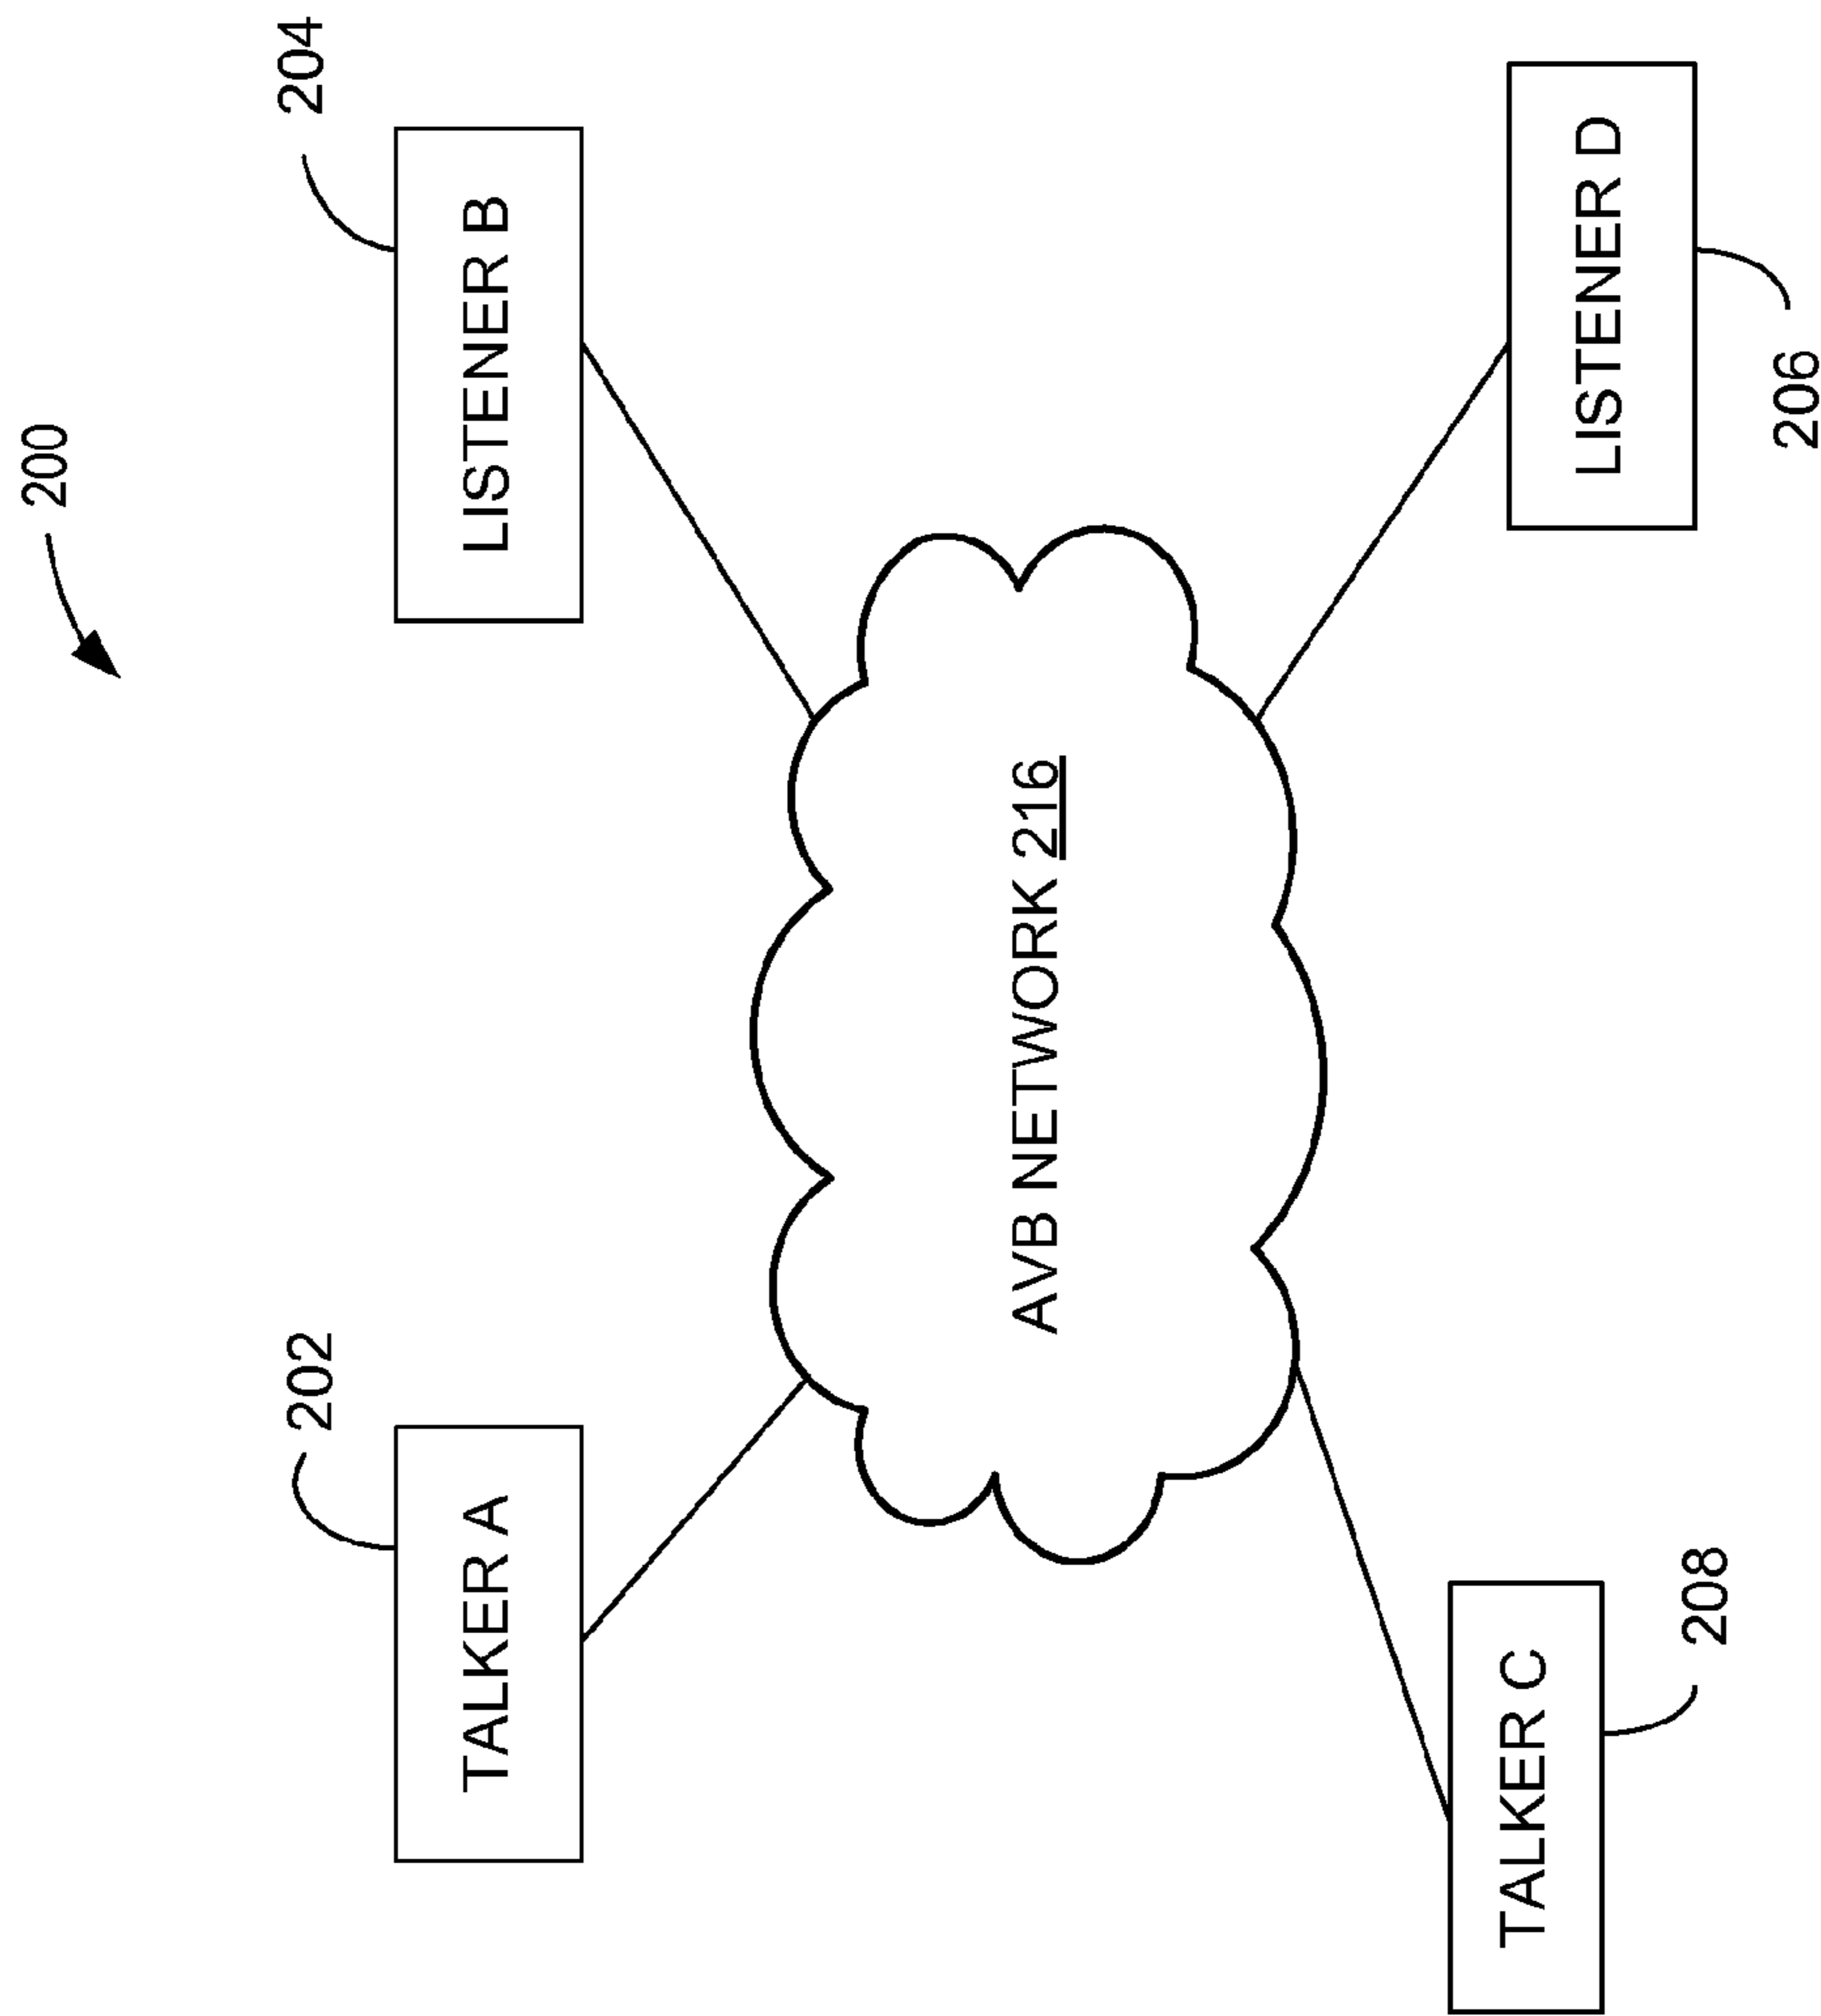 200
202
204
TALKER A
LISTENER B
AVB NETWORK 216
TALKER C
LISTENER D
208
206